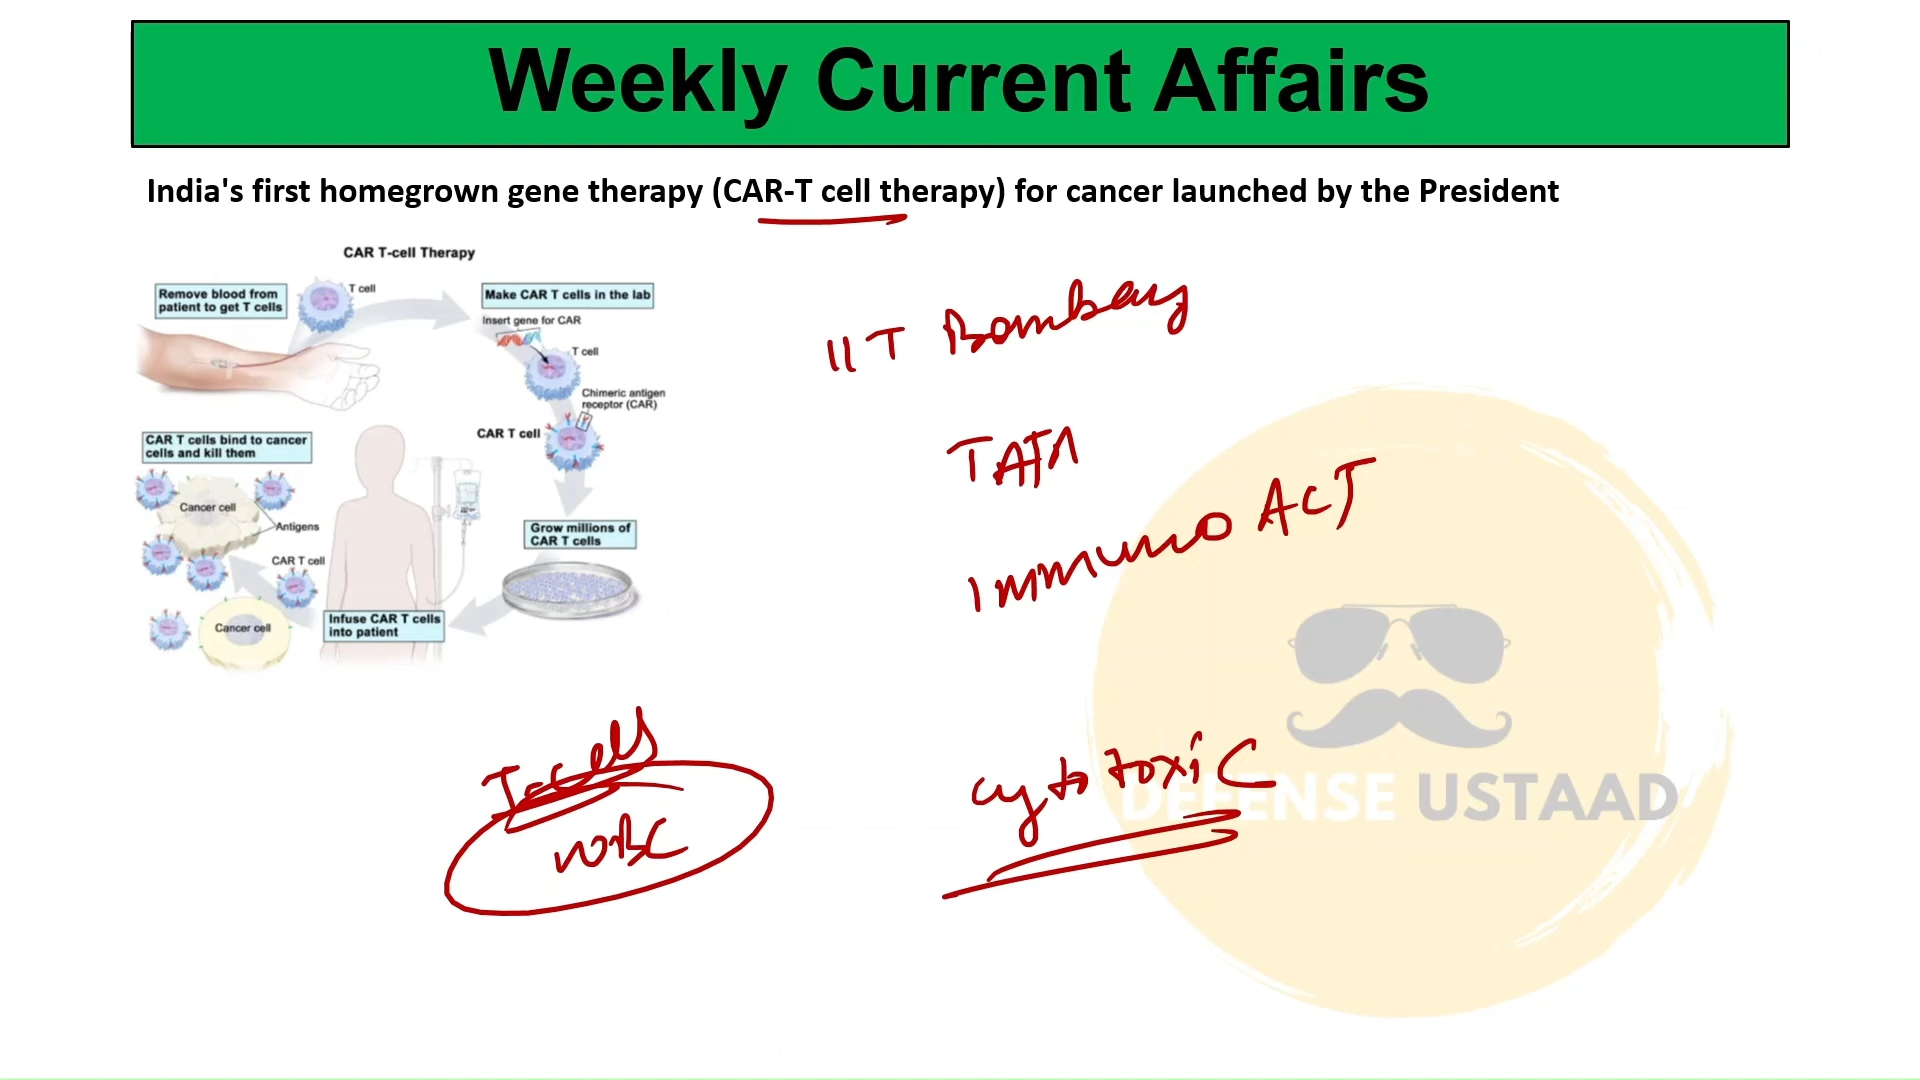 Weekly Current Affairs
India's first homegrown gene therapy (CAR-T cell therapy) for cancer launched by the President
CAR T-cell Therapy
Remove blood from
patient to get T cells
T cell
Make CAR T cells in the lab
Insert gene for CAR
T cell
Chimeric antigen
receptor (CAR)
CAR T cell
Grow millions of
CAR T cells
Infuse CAR T cells
into patient
CAR T cells bind to cancer
cells and kill them
Cancer cell
Antigens
CAR T cell
Cancer cell
IIT Bombay
TATA
Immuno ACT
T-cells
WBC
cytotoxic
DEFENSE USTAAD